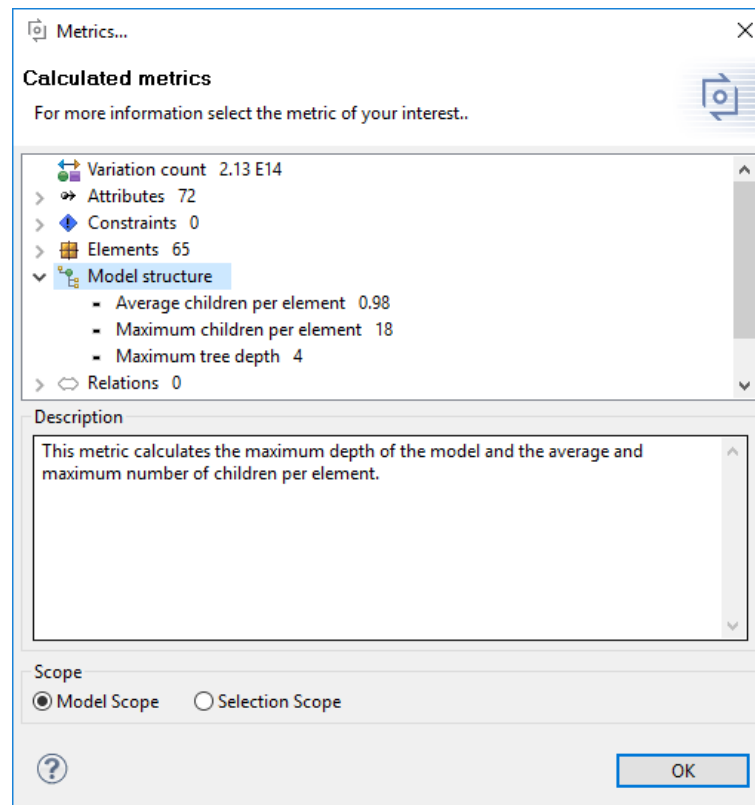 Metrics...
Calculated metrics
For more information select the metric of your interest..
Variation count 2.13 E14
Attributes 72
Constraints 0
Elements 65
Model structure
Average children per element 0.98
Maximum children per element 18
Maximum tree depth 4
Relations 0
Description
This metric calculates the maximum depth of the model and the average and
maximum number of children per element.
Scope
Model Scope Selection Scope
OK